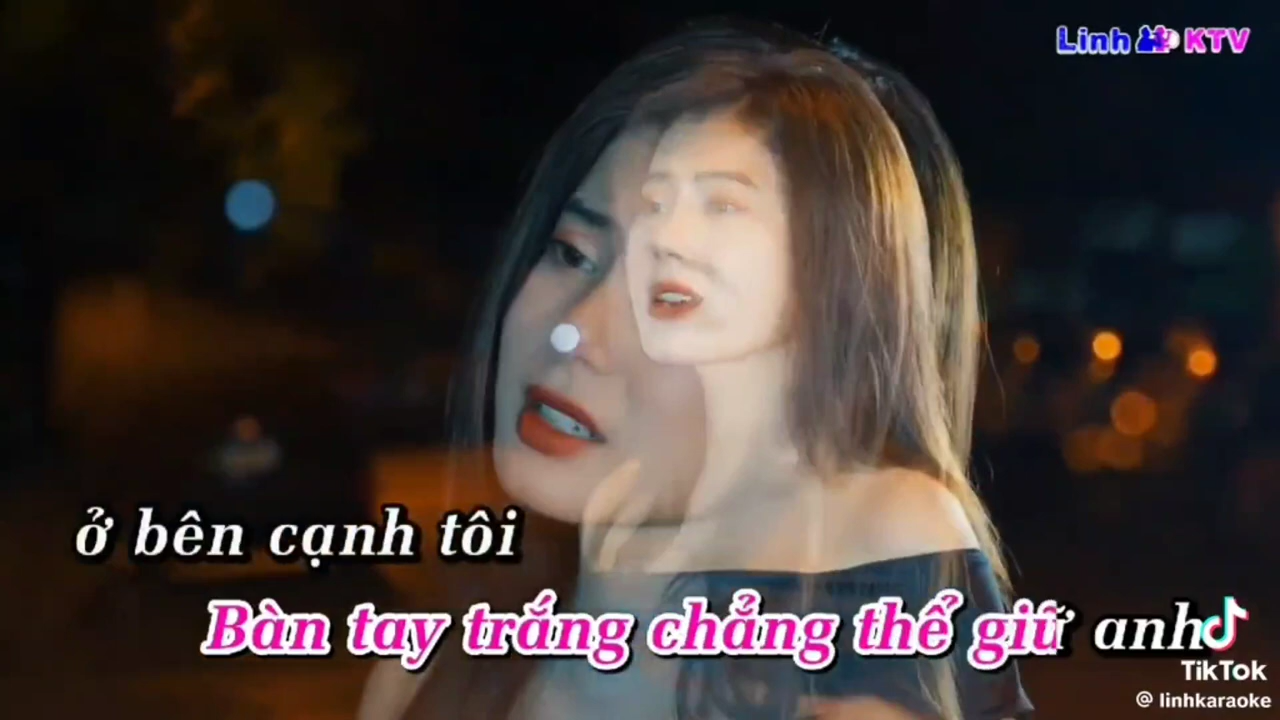 Linh KTV
ở bên cạnh tôi
Bàn tay trắng chẳng thể giữ anh
TikTok
@ linhkaraoke